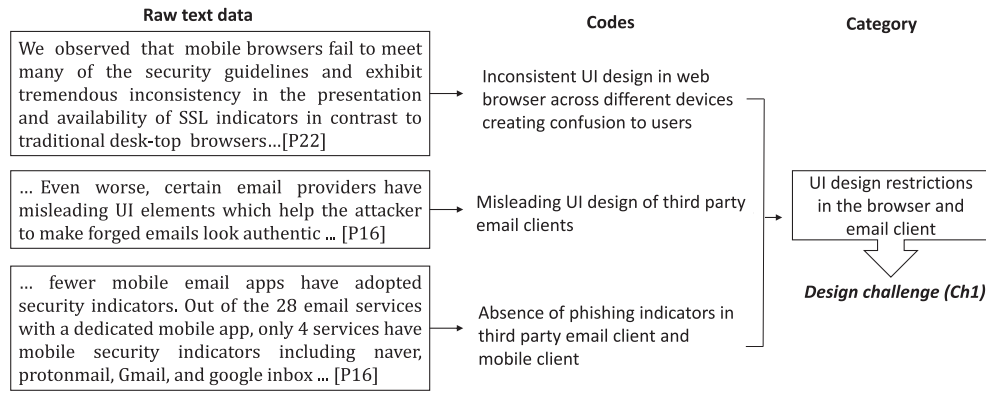 Raw text data
We observed that mobile browsers fail to meet
many of the security guidelines and exhibit
tremendous inconsistency in the presentation
and availability of SSL indicators in contrast to
traditional desk-top browsers...[P22]
... Even worse, certain email providers have
misleading UI elements which help the attacker
to make forged emails look authentic ... [P16]
... fewer mobile email apps have adopted
security indicators. Out of the 28 email services
with a dedicated mobile app, only 4 services have
mobile security indicators including naver,
protonmail, Gmail, and google inbox ... [P16]
Codes
Inconsistent UI design in web
browser across different devices
creating confusion to users
Misleading UI design of third party
email clients
Absence of phishing indicators in
third party email client and
mobile client
Category
UI design restrictions
in the browser and
email client
Design challenge (Ch1)